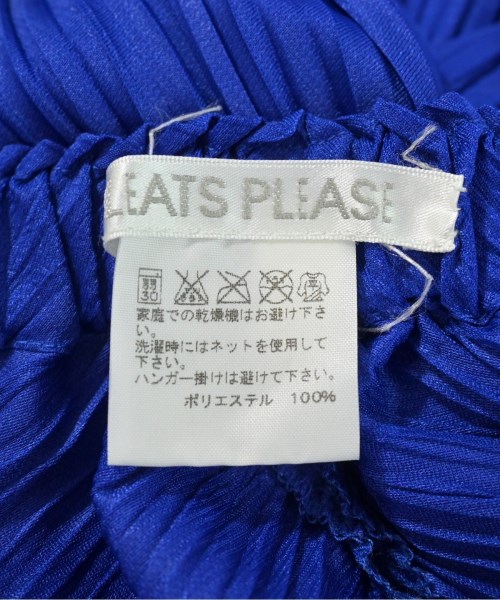 LEATS PLEASE
弱
30
家庭での乾燥機はお避け下さ
い。
洗濯時にはネットを使用して
下さい。
ハンガー掛けは避けて下さい。
ポリエステル 100%